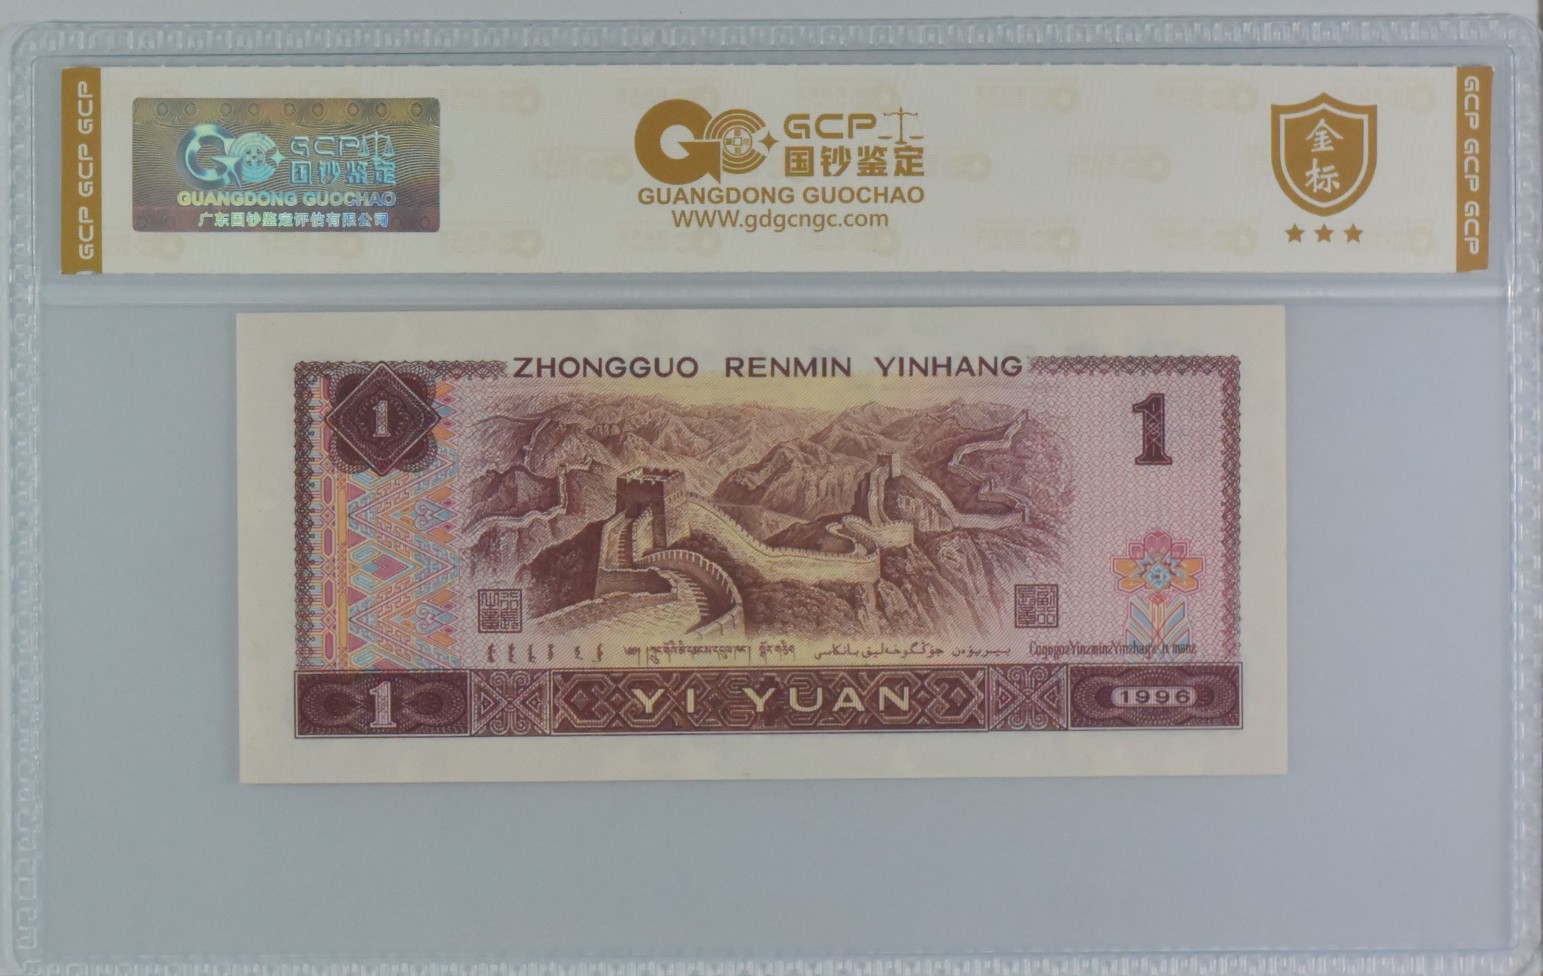 GCP GCP GCP
GCP
国钞鉴定
GUANGDONG GUOCHAO
广东国钞鉴定评估有限公司
GCP
国钞鉴定
GUANGDONG GUOCHAO
WWW.gdgcngc.com
金标
GCP GCP GCP
ZHONGGUO RENMIN YINHANG
1
1
1
YI YUAN
1996